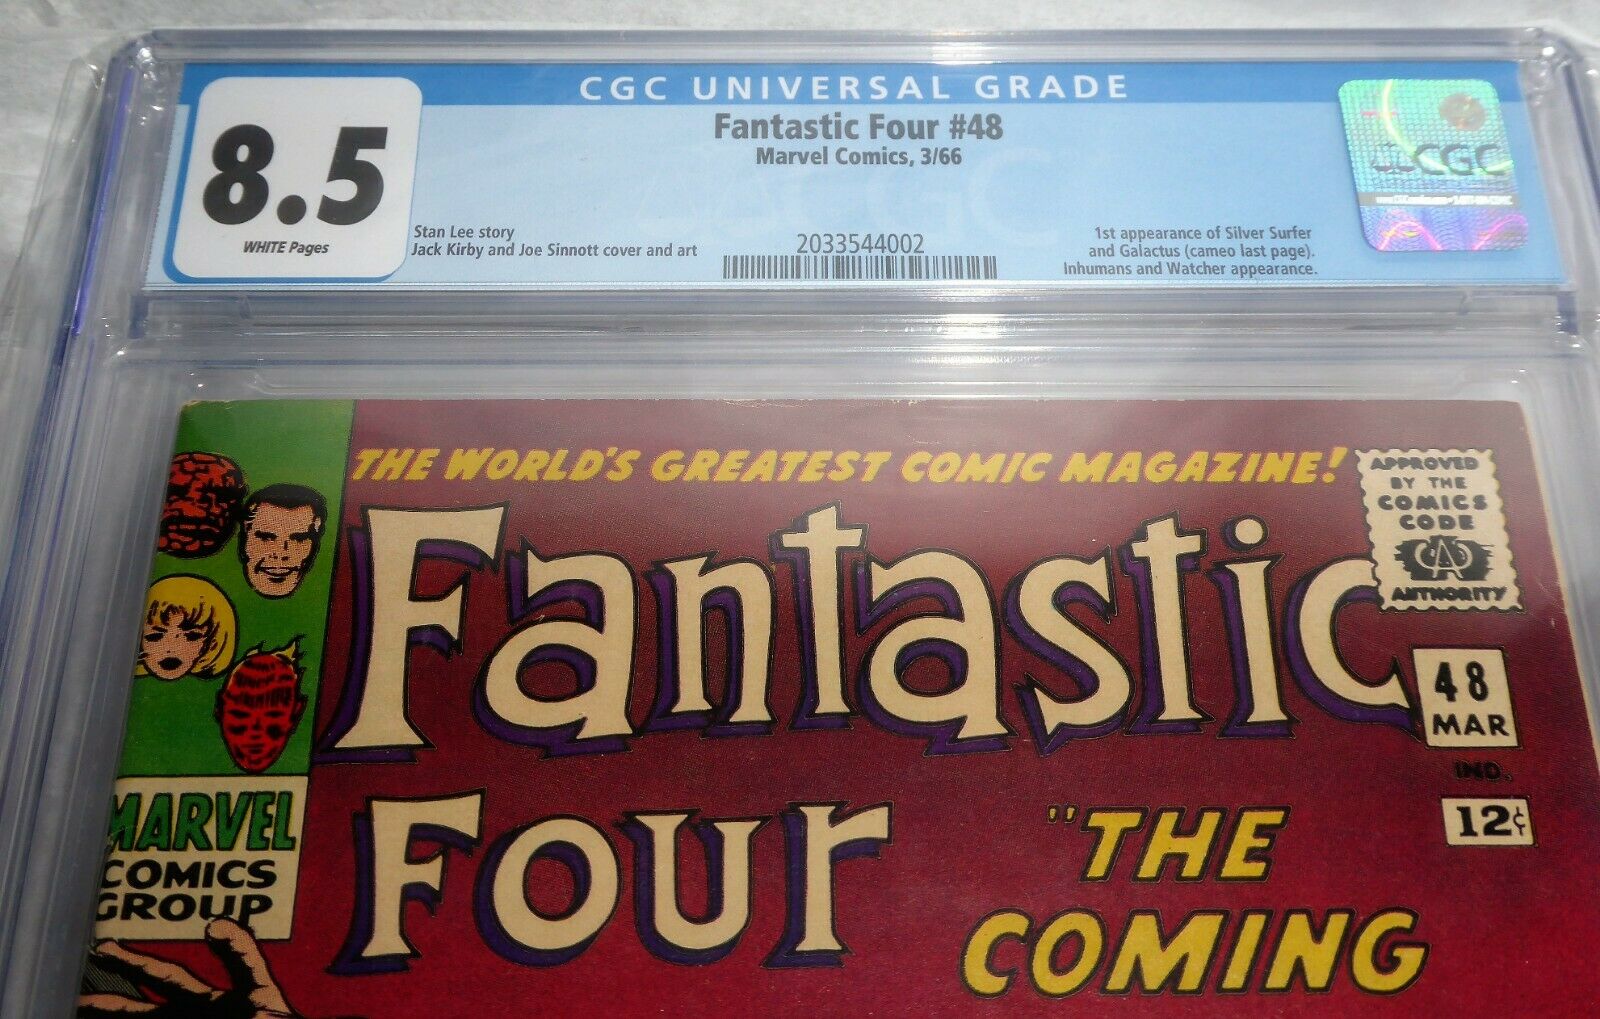 CGC UNIVERSAL GRADE
8.5
WHITE Pages
Fantastic Four #48
Marvel Comics, 3/66
Stan Lee story
Jack Kirby and Joe Sinnott cover and art
2033544002
1st appearance of Silver Surfer
and Galactus (cameo last page).
Inhumans and Watcher appearance.
CGC
THE WORLD'S GREATEST COMIC MAGAZINE!
APPROVED
BY THE
COMICS
CODE
CA
AUTHORITY
Fantastic
Four
48
MAR
IND.
12¢
MARVEL
COMICS
GROUP
"THE
COMING